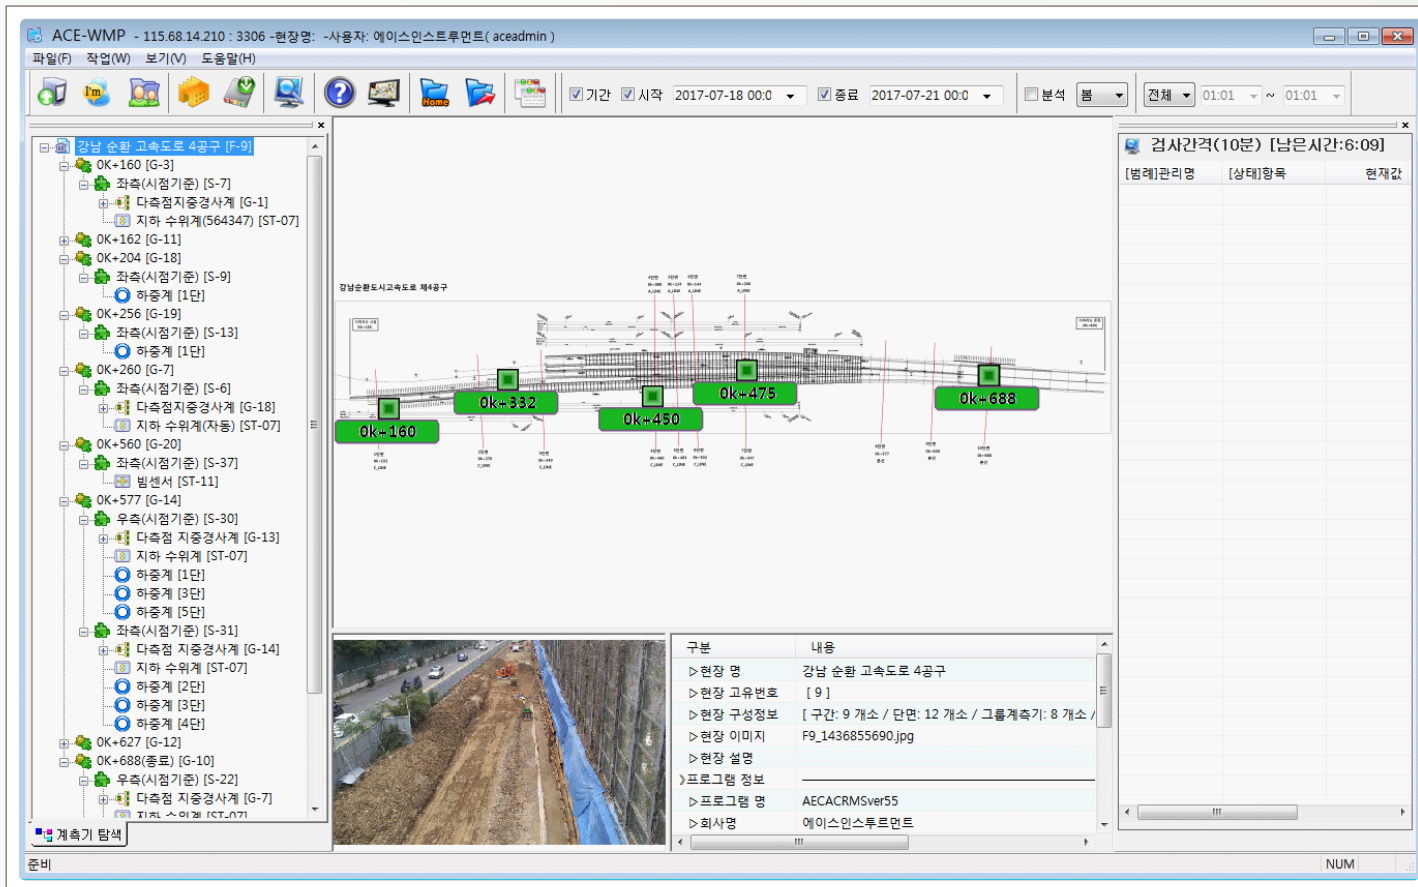 ACE-WMP - 115.68.14.210 : 3306 -현장명: -사용자: 에이스인스트루먼트( aceadmin )
파일(F) 작업(W) 보기(V) 도움말(H)
I'm
Home
기간 시작 2017-07-18 00:0 종료 2017-07-21 00:0 분석 봄 전체 01:01 ~ 01:01
강남 순환 고속도로 4공구 [F-9]
0K+160 [G-3]
좌측(시점기준) [S-7]
다측점지중경사계 [G-1]
지하 수위계(564347) [ST-07]
0K+162 [G-11]
0K+204 [G-18]
좌측(시점기준) [S-9]
하중계 [1단]
0K+256 [G-19]
좌측(시점기준) [S-13]
하중계 [1단]
0K+260 [G-7]
좌측(시점기준) [S-6]
다측점지중경사계 [G-18]
지하 수위계(자동) [ST-07]
0K+560 [G-20]
좌측(시점기준) [S-37]
빔센서 [ST-11]
0K+577 [G-14]
우측(시점기준) [S-30]
다측점 지중경사계 [G-13]
지하 수위계 [ST-07]
하중계 [1단]
하중계 [3단]
하중계 [5단]
좌측(시점기준) [S-31]
다측점 지중경사계 [G-14]
지하 수위계 [ST-07]
하중계 [2단]
하중계 [3단]
하중계 [4단]
0K+627 [G-12]
0K+688(종료) [G-10]
우측(시점기준) [S-22]
다측점 지중경사계 [G-7]
지하 수위계 [ST-07]
계측기 탐색
강남순환도시고속도로 제4공구
0k+160
0k+332
0k+450
0k+475
0k+688
구분 내용
▷현장 명 강남 순환 고속도로 4공구
▷현장 고유번호 [ 9 ]
▷현장 구성정보 [ 구간: 9 개소 / 단면: 12 개소 / 그룹계측기: 8 개소 /
▷현장 이미지 F9_1436855690.jpg
▷현장 설명
》프로그램 정보
▷프로그램 명 AECACRMSver55
▷회사명 에이스인스투르먼트
검사간격(10분) [남은시간:6:09]
[범례]관리명 [상태]항목 현재값
준비
NUM